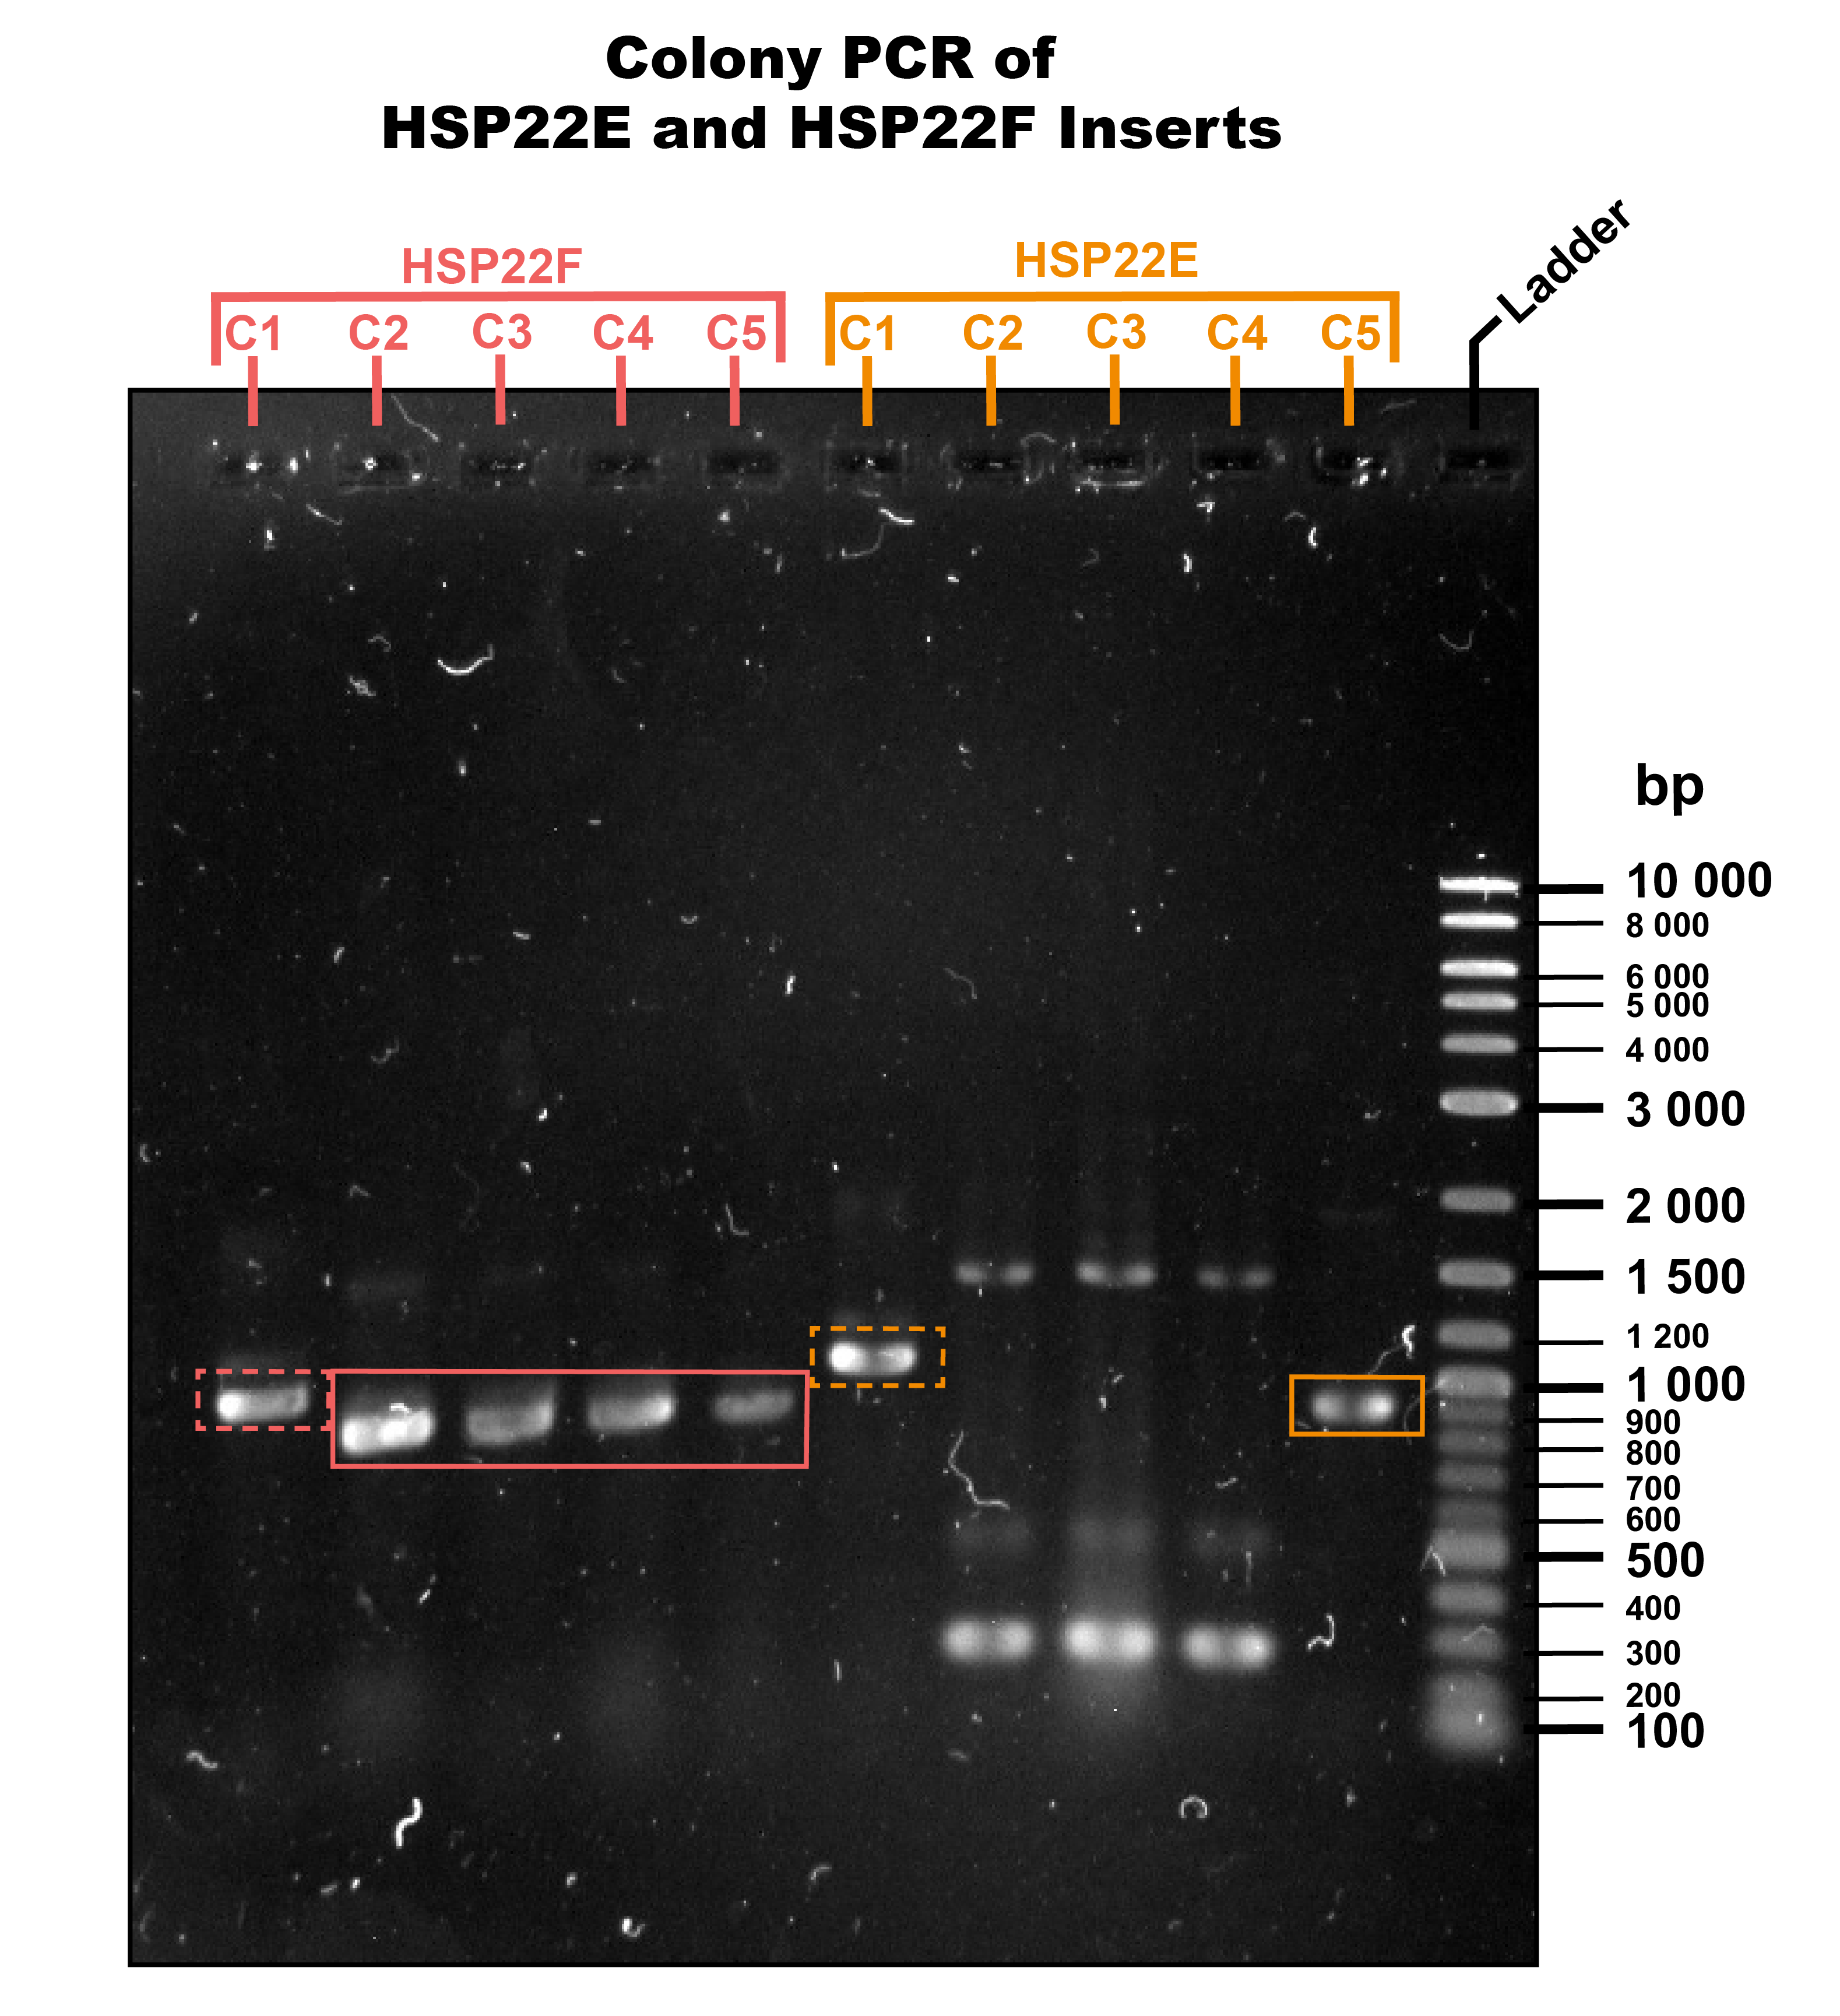 Colony PCR of
HSP22E and HSP22F Inserts
HSP22F
HSP22E
Ladder
C1 C2 C3 C4 C5 C1 C2 C3 C4 C5
bp
10 000
8 000
6 000
5 000
4 000
3 000
2 000
1 500
1 200
1 000
900
800
700
600
500
400
300
200
100